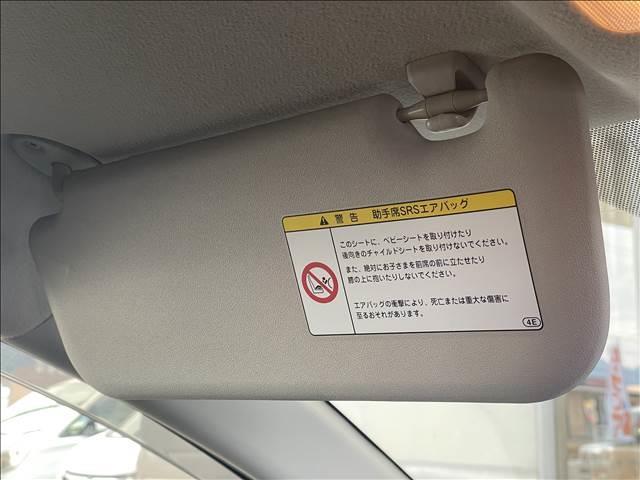 警告 助手席SRSエアバッグ
このシートに、ベビーシートを取り付けたり
後向きのチャイルドシートを取り付けないでください。
また、絶対にお子さまを前席の前に立たせたり
膝の上に抱いたりしないでください。
エアバッグの衝撃により、死亡または重大な傷害に
至るおそれがあります。
4E